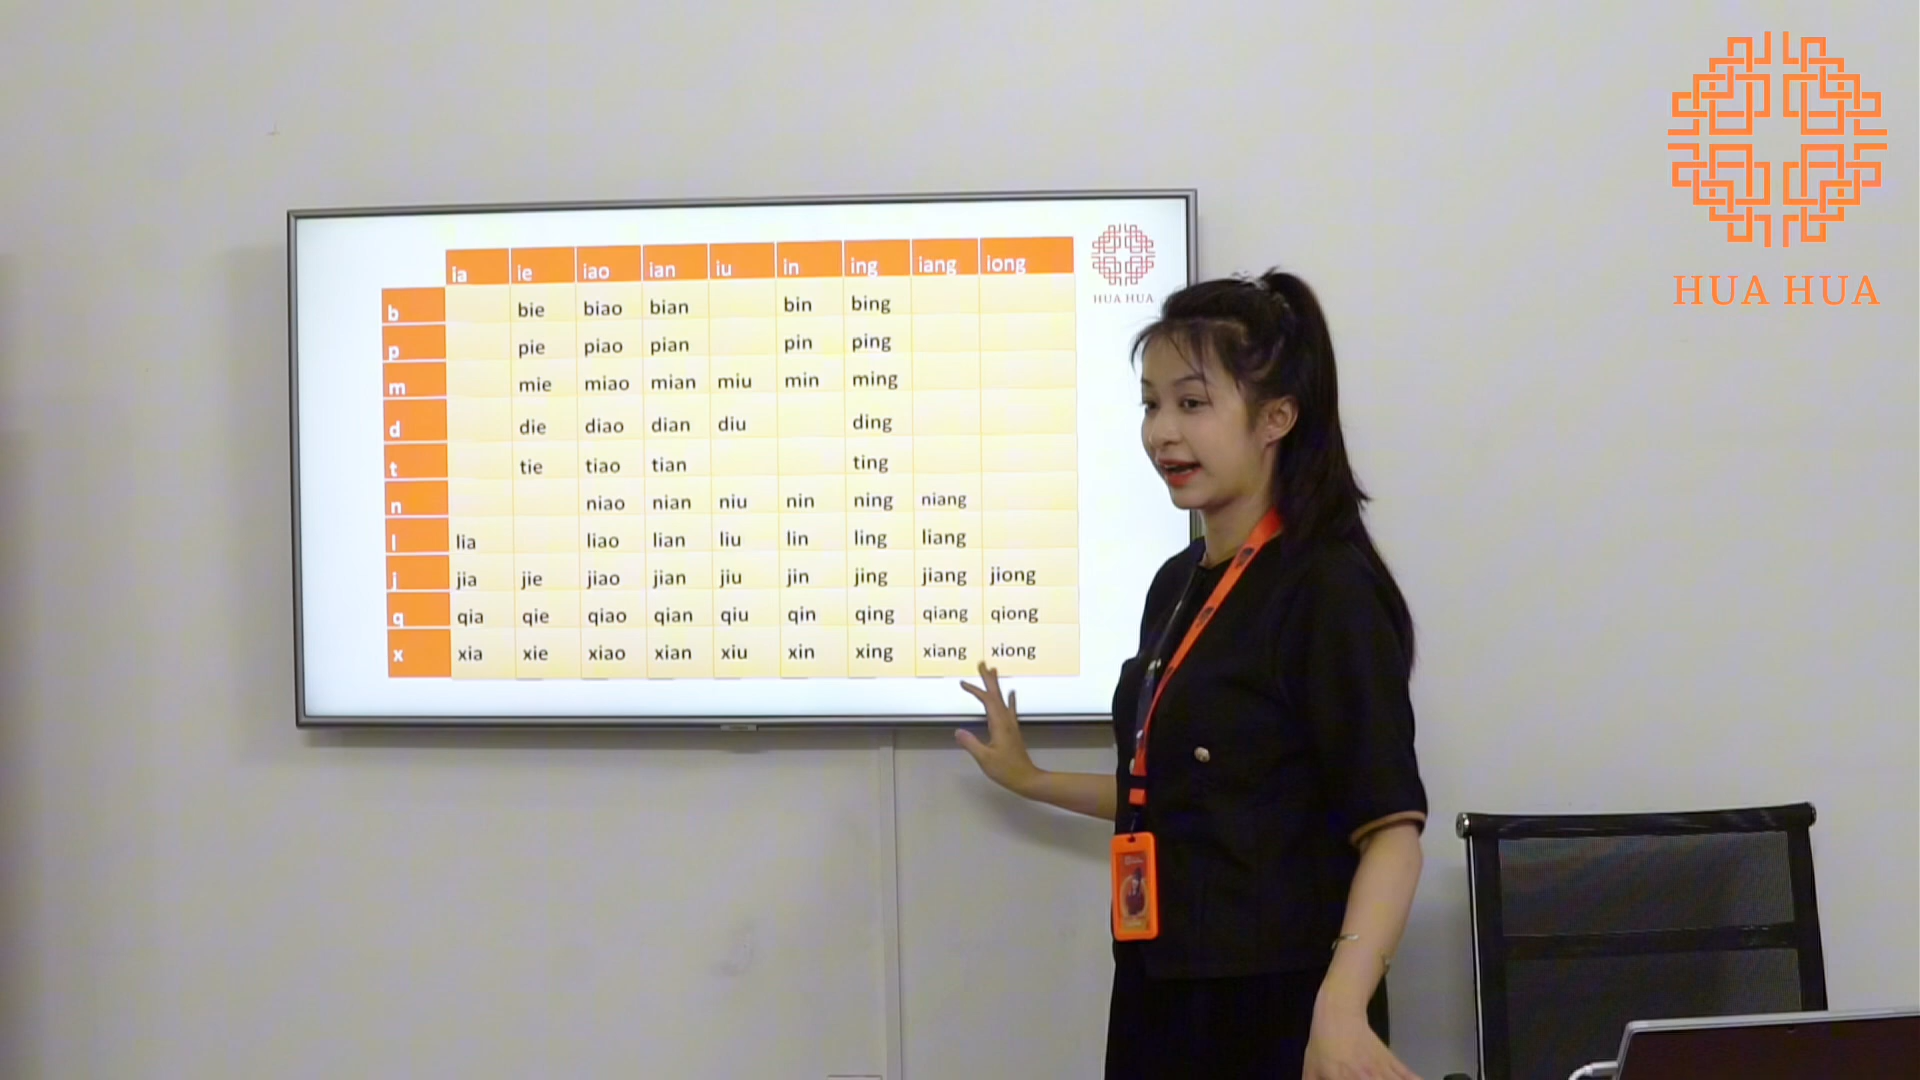 ia ie iao ian iu in ing iang iong
b bie biao bian bin bing
p pie piao pian pin ping
m mie miao mian miu min ming
d die diao dian diu ding
t tie tiao tian ting
n niao nian niu nin ning niang
l lia liao lian liu lin ling liang
j jia jie jiao jian jiu jin jing jiang jiong
q qia qie qiao qian qiu qin qing qiang qiong
x xia xie xiao xian xiu xin xing xiang xiong
HUA HUA
HUA HUA